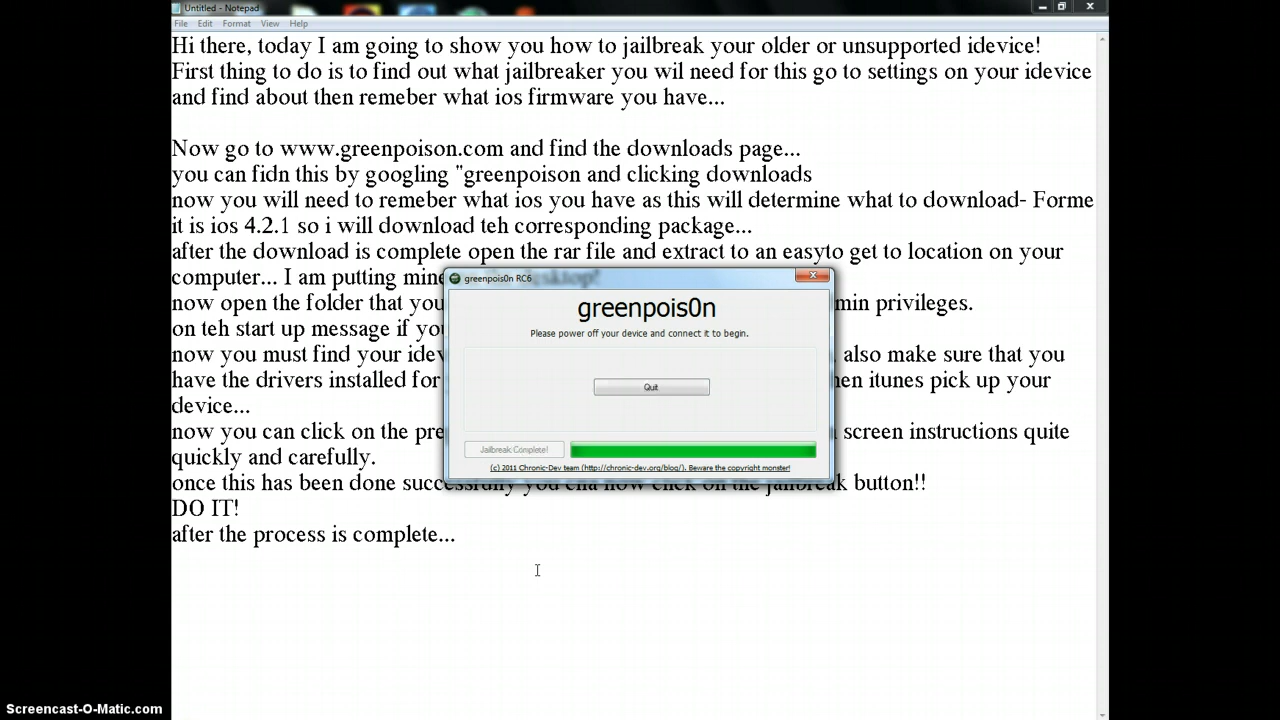 Untitled - Notepad
File Edit Format View Help
Hi there, today I am going to show you how to jailbreak your older or unsupported idevice!
First thing to do is to find out what jailbreaker you wil need for this go to settings on your idevice
and find about then remeber what ios firmware you have...
Now go to www.greenpoison.com and find the downloads page...
you can fidn this by googling "greenpoison and clicking downloads
now you will need to remeber what ios you have as this will determine what to download- Forme
it is ios 4.2.1 so i will download teh corresponding package...
after the download is complete open the rar file and extract to an easyto get to location on your
computer... I am putting mine
now open the folder that you min privileges.
on teh start up message if you
now you must find your idev also make sure that you
have the drivers installed for en itunes pick up your
device...
now you can click on the pre screen instructions quite
quickly and carefully.
once this has been done successfully you cna now click on the jailbreak button!!
DO IT!
after the process is complete...
greenpois0n RC6
greenpois0n
Please power off your device and connect it to begin.
Quit
Jailbreak Complete!
(c) 2011 Chronic-Dev team (http://chronic-dev.org/blog/). Beware the copyright monster!
Screencast-O-Matic.com